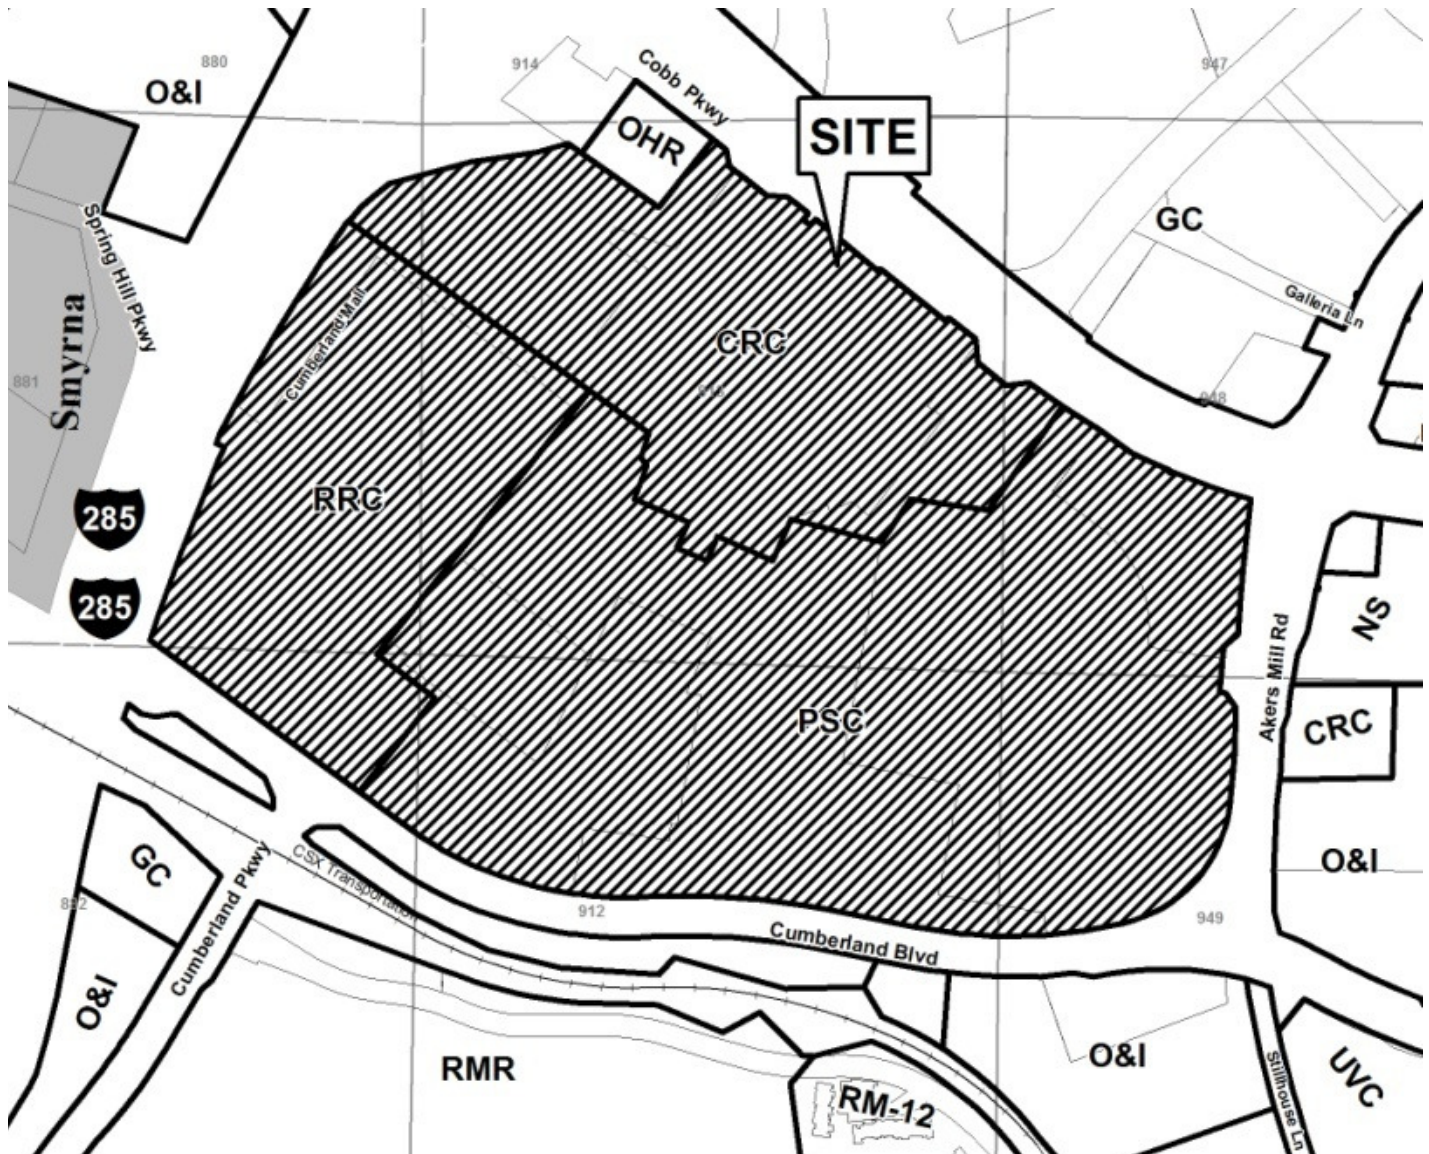 880
O&I
914
Cobb Pkwy
947
OHR
SITE
GC
Spring Hill Pkwy
Galleria Ln
Cumberland Mall
CRC
Smyrna
881
948
RRC
285
285
NS
Akers Mill Rd
PSC
CRC
GC
CSX Transportation
O&I
882
912
949
Cumberland Pkwy
Cumberland Blvd
O&I
O&I
RMR
Stillhouse Ln
UVC
RM-12